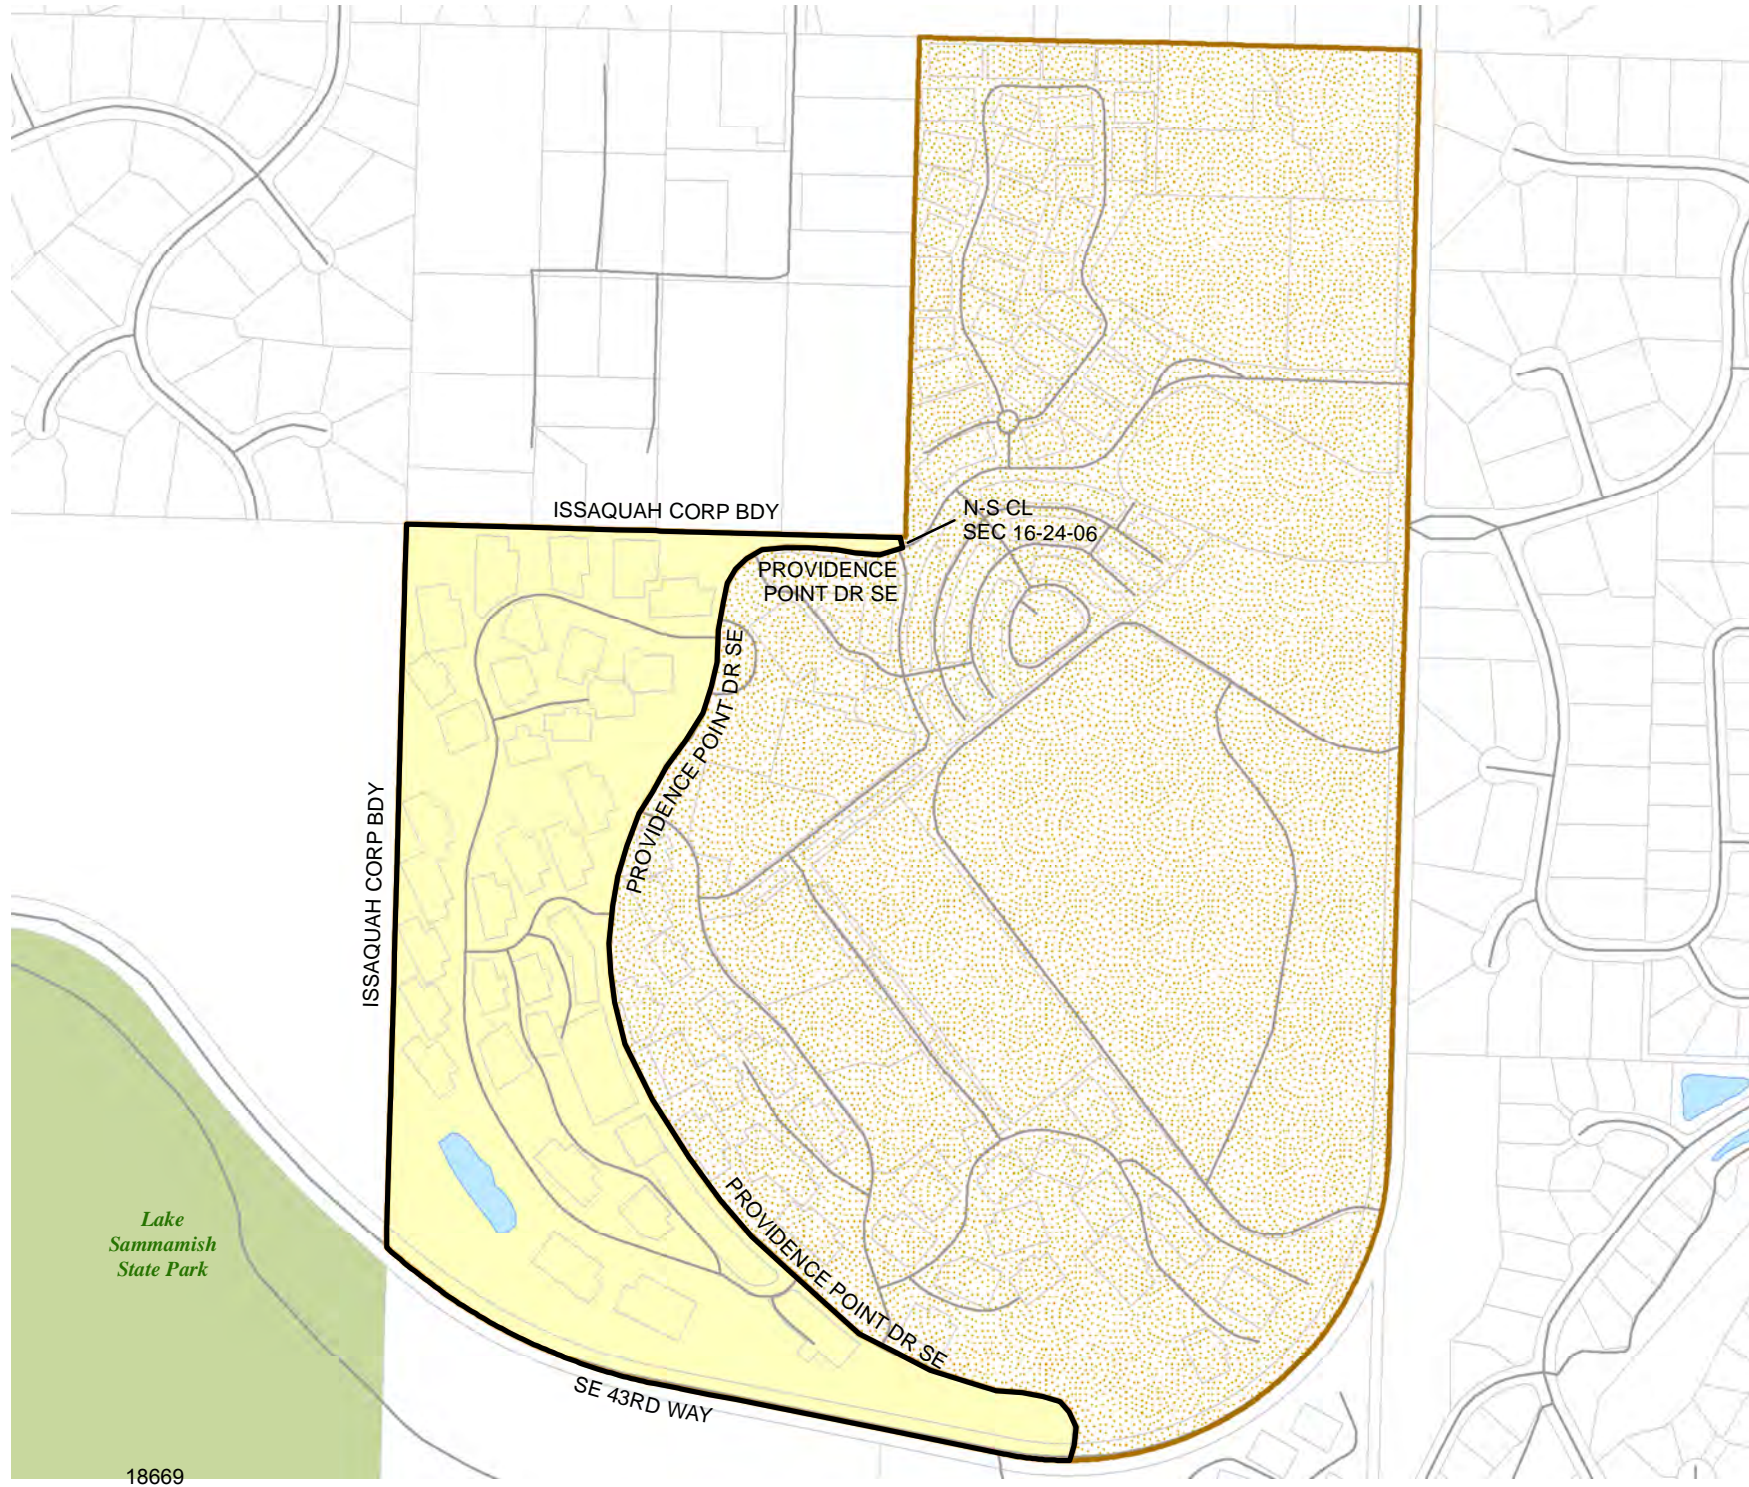 ISSAQUAH CORP BDY
N-S CL
SEC 16-24-06
PROVIDENCE
POINT DR SE
PROVIDENCE POINT DR SE
ISSAQUAH CORP BDY
PROVIDENCE POINT DR SE
Lake
Sammamish
State Park
SE 43RD WAY
18669